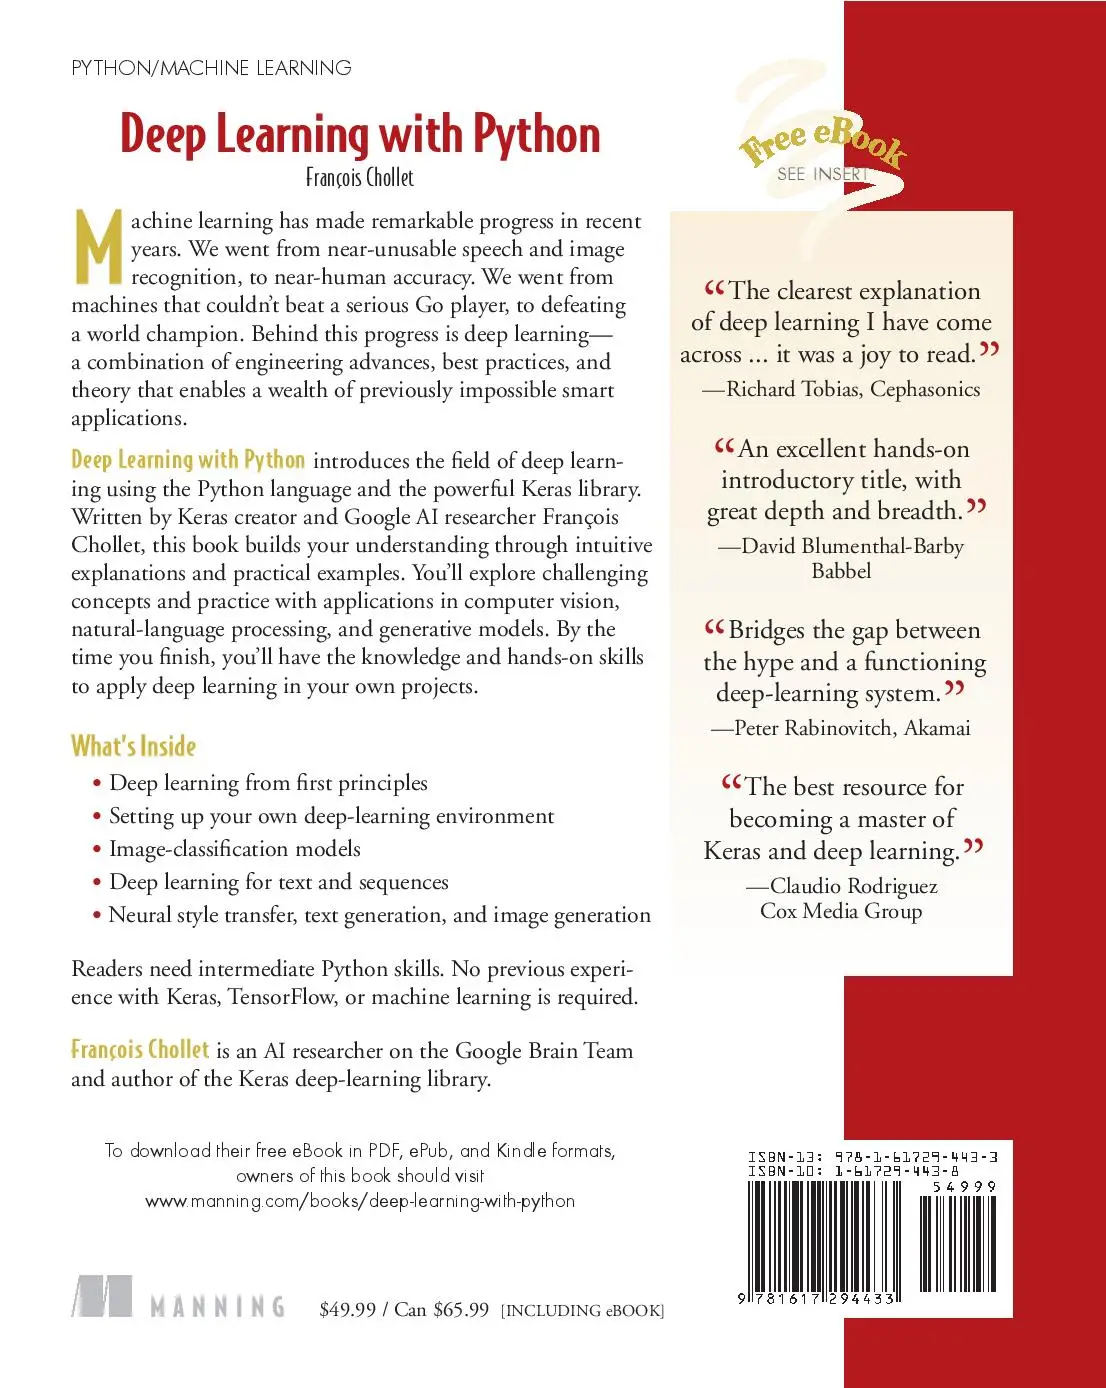 PYTHON/MACHINE LEARNING
Deep Learning with Python
François Chollet
Machine learning has made remarkable progress in recent
years. We went from near-unusable speech and image
recognition, to near-human accuracy. We went from
machines that couldn't beat a serious Go player, to defeating
a world champion. Behind this progress is deep learning—
a combination of engineering advances, best practices, and
theory that enables a wealth of previously impossible smart
applications.
Deep Learning with Python introduces the field of deep learn-
ing using the Python language and the powerful Keras library.
Written by Keras creator and Google AI researcher François
Chollet, this book builds your understanding through intuitive
explanations and practical examples. You'll explore challenging
concepts and practice with applications in computer vision,
natural-language processing, and generative models. By the
time you finish, you'll have the knowledge and hands-on skills
to apply deep learning in your own projects.
What's Inside
• Deep learning from first principles
• Setting up your own deep-learning environment
• Image-classification models
• Deep learning for text and sequences
• Neural style transfer, text generation, and image generation
Readers need intermediate Python skills. No previous experi-
ence with Keras, TensorFlow, or machine learning is required.
François Chollet is an AI researcher on the Google Brain Team
and author of the Keras deep-learning library.
To download their free eBook in PDF, ePub, and Kindle formats,
owners of this book should visit
www.manning.com/books/deep-learning-with-python
MANNING
$49.99 / Can $65.99 [INCLUDING eBOOK]
Free eBook
SEE INSERT
“The clearest explanation
of deep learning I have come
across ... it was a joy to read.”
—Richard Tobias, Cephasonics
“An excellent hands-on
introductory title, with
great depth and breadth.”
—David Blumenthal-Barby
Babbel
“Bridges the gap between
the hype and a functioning
deep-learning system.”
—Peter Rabinovitch, Akamai
“The best resource for
becoming a master of
Keras and deep learning.”
—Claudio Rodriguez
Cox Media Group
ISBN-13: 978-1-61729-443-3
ISBN-10: 1-61729-443-8
54999
9 781617 294433